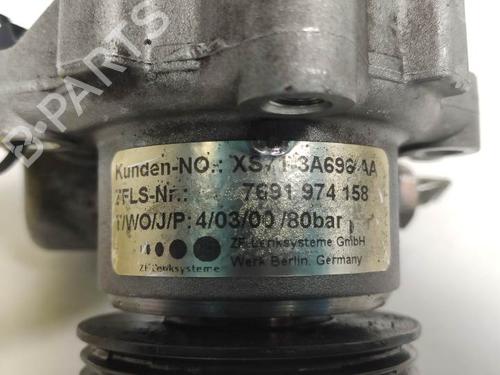 B-PARTS
Kunden-NO.: XS71-3A696-AA
ZFLS-Nr.: 7691 974 158
T/WO/J/P: 4/03/00 /80bar
ZF Lenksysteme GmbH
Werk Berlin, Germany
ZF Lenksysteme